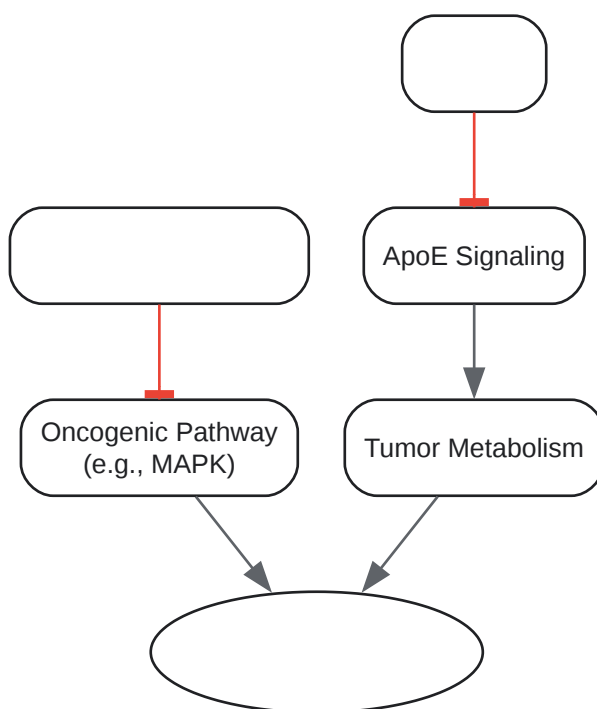 ApoE Signaling
Oncogenic Pathway
(e.g., MAPK)
Tumor Metabolism